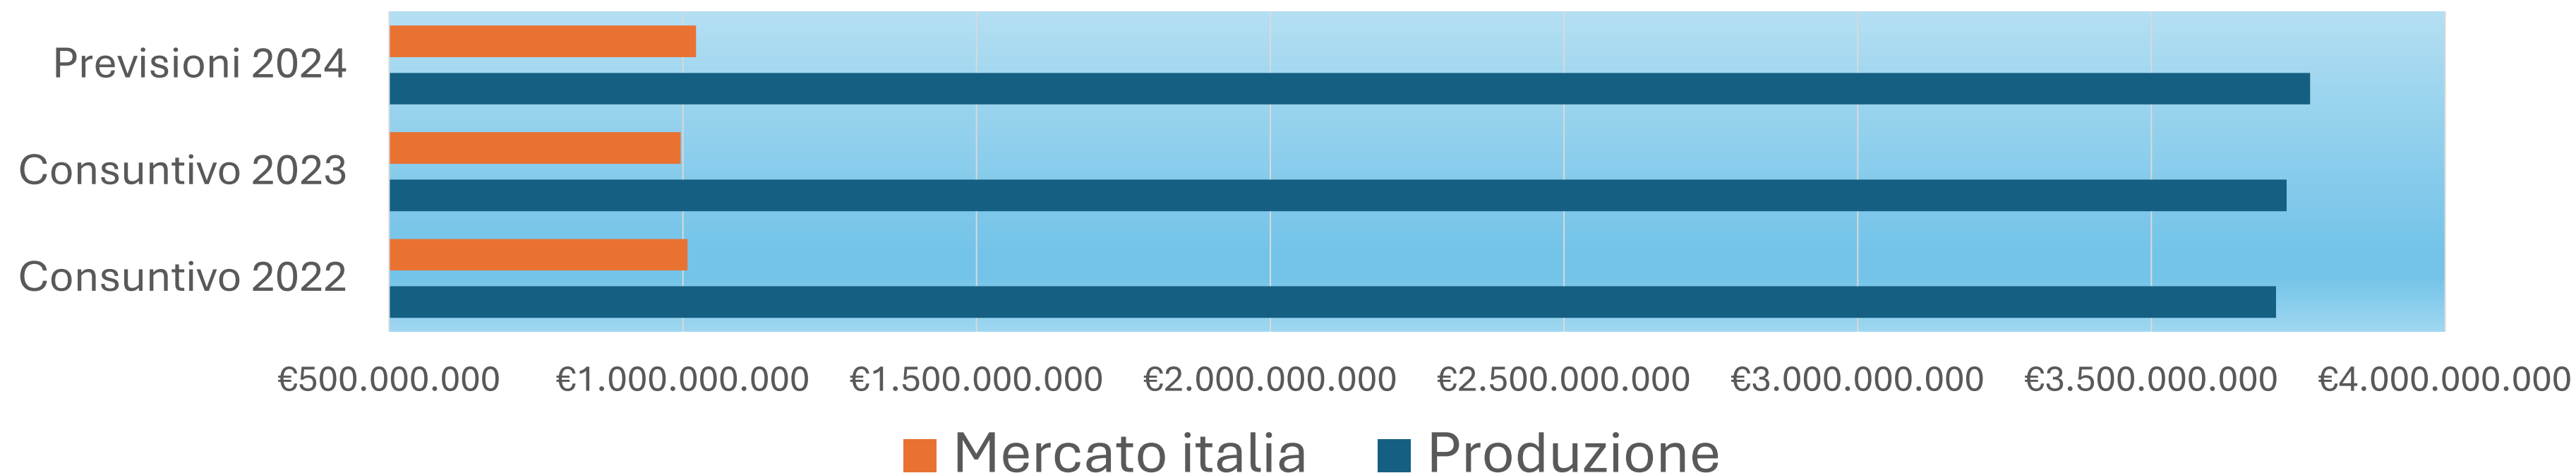 Previsioni 2024
Consuntivo 2023
Consuntivo 2022
€500.000.000 €1.000.000.000 €1.500.000.000 €2.000.000.000 €2.500.000.000 €3.000.000.000 €3.500.000.000 €4.000.000.000
Mercato italia Produzione